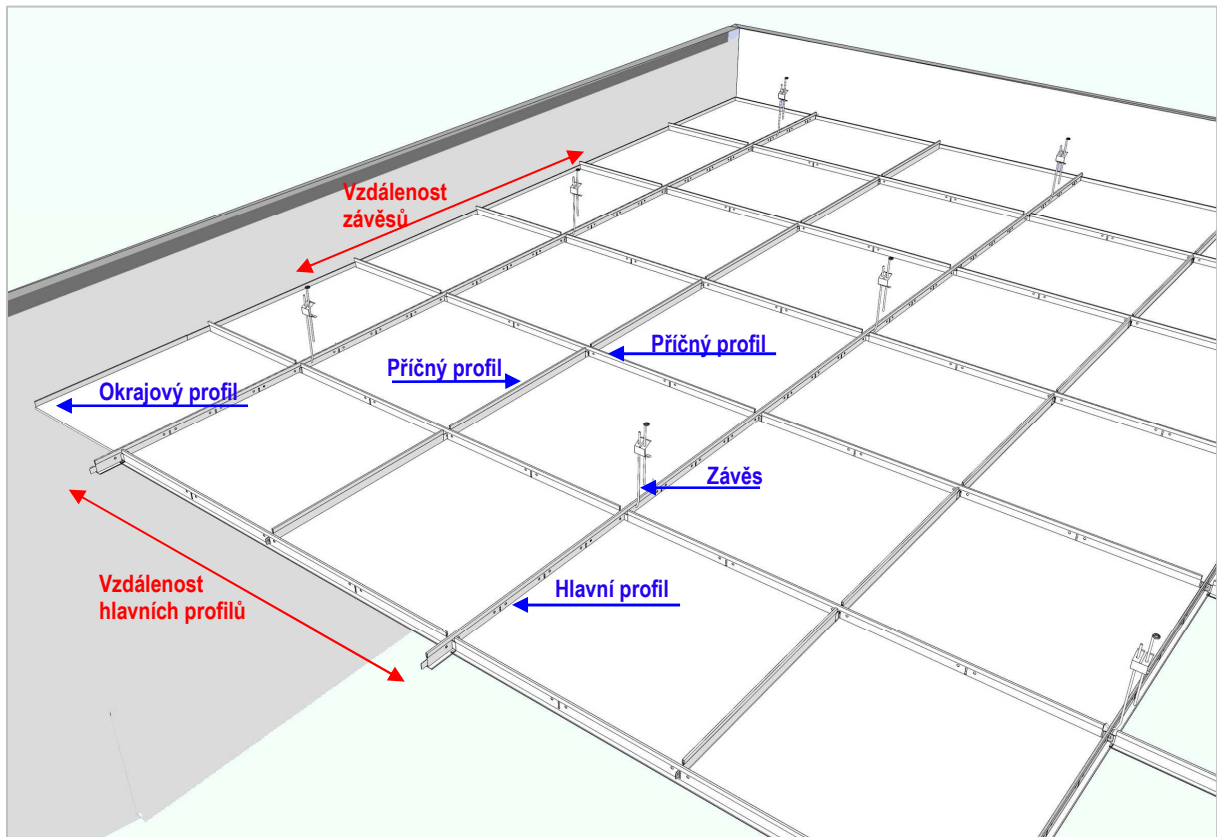 Vzdálenost
závěsů
Příčný profil
Příčný profil
Okrajový profil
Závěs
Vzdálenost
hlavních profilů
Hlavní profil